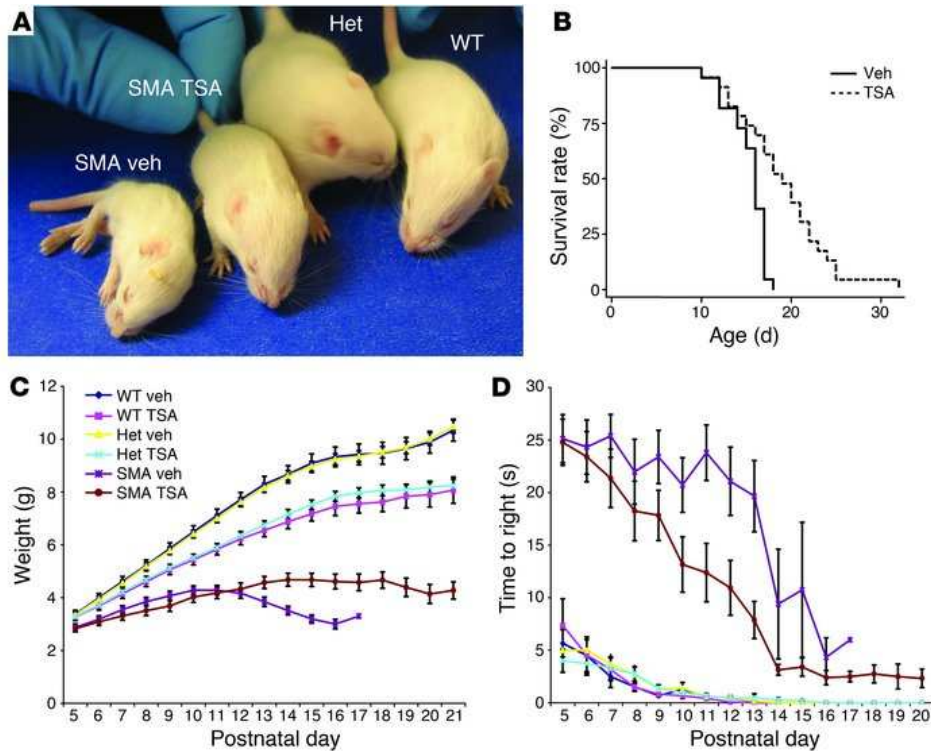 A
SMA veh
SMA TSA
Het
WT
B
Veh
TSA
100
75
50
25
0
Survival rate (%)
0 10 20 30
Age (d)
C
WT veh
WT TSA
Het veh
Het TSA
SMA veh
SMA TSA
12
10
8
6
4
2
0
Weight (g)
5 6 7 8 9 10 11 12 13 14 15 16 17 18 19 20 21
Postnatal day
D
30
25
20
15
10
5
0
Time to right (s)
5 6 7 8 9 10 11 12 13 14 15 16 17 18 19 20
Postnatal day